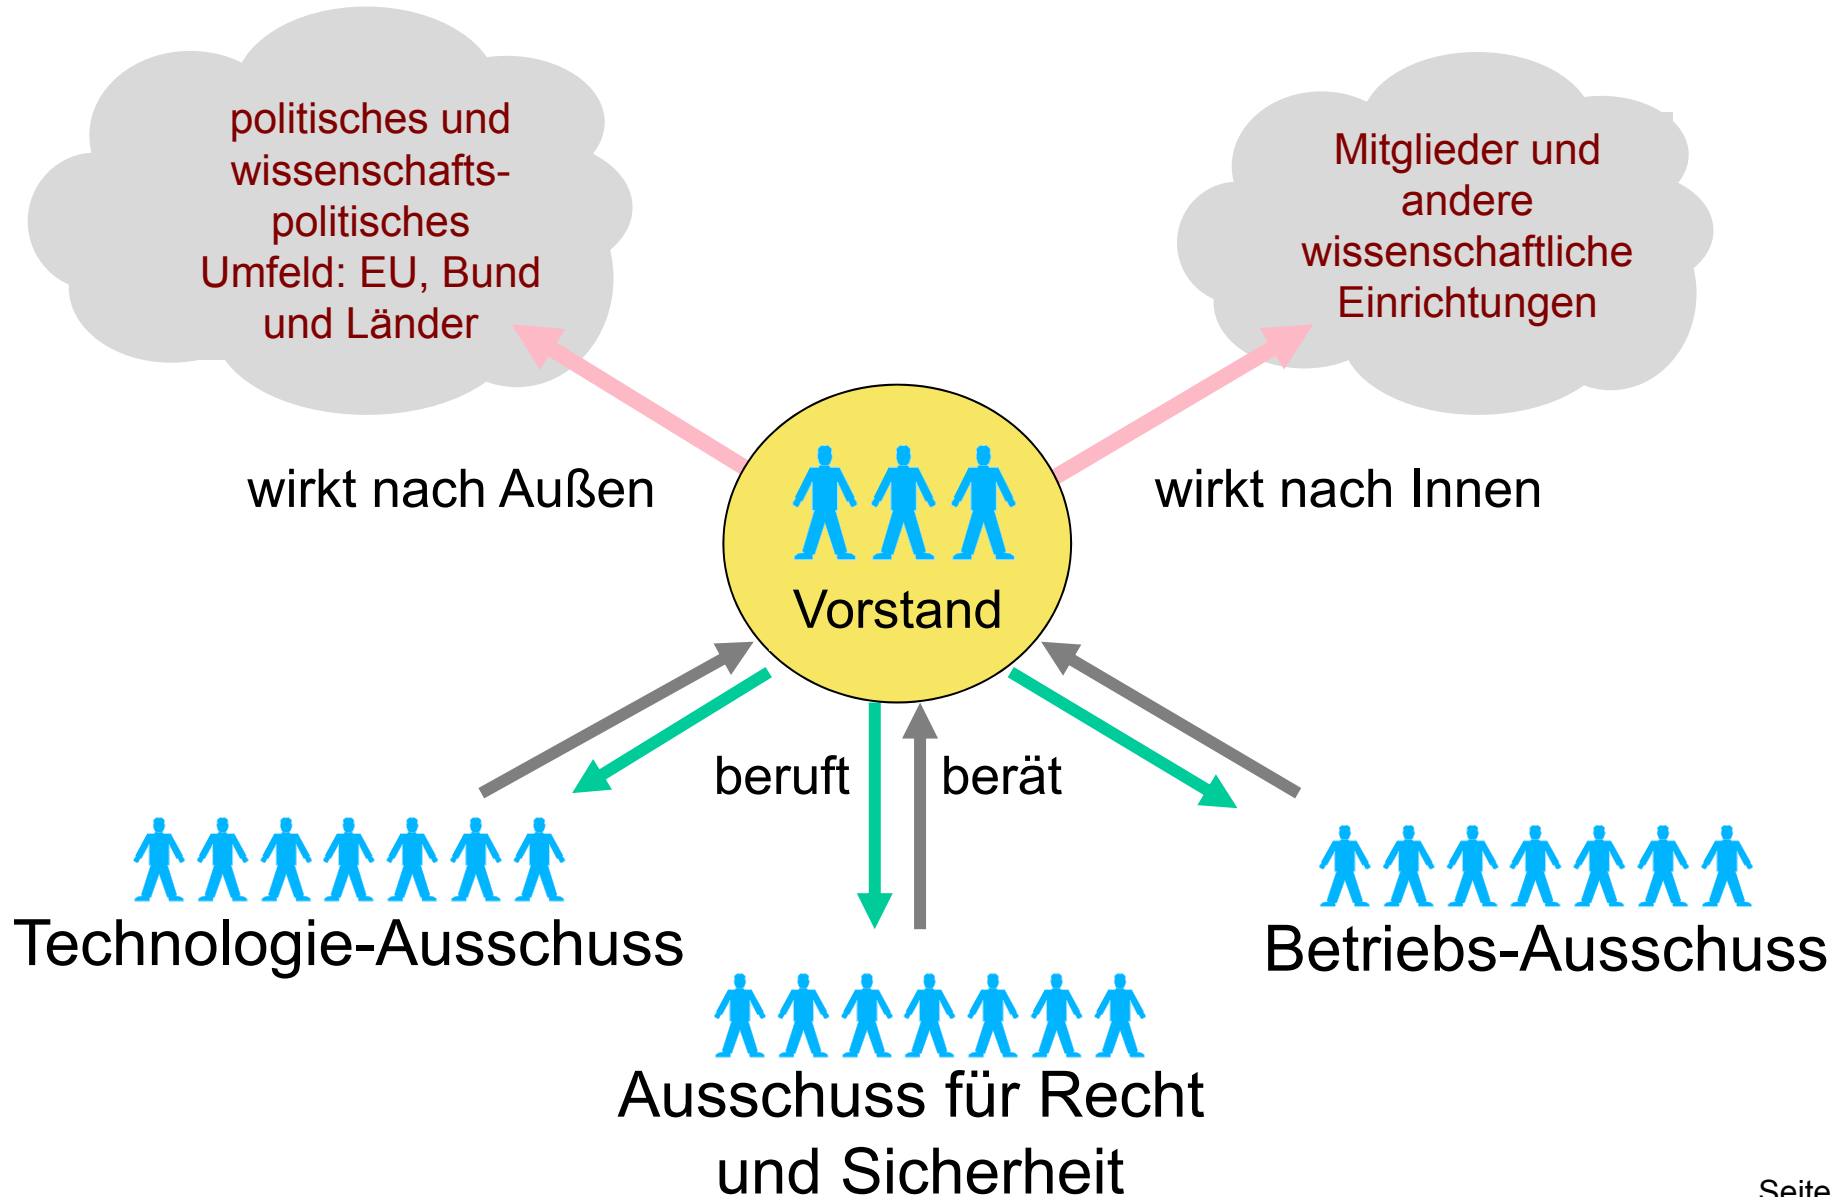 politisches und
wissenschafts-
politisches
Umfeld: EU, Bund
und Länder
Mitglieder und
andere
wissenschaftliche
Einrichtungen
wirkt nach Außen
wirkt nach Innen
Vorstand
beruft
berät
Technologie-Ausschuss
Betriebs-Ausschuss
Ausschuss für Recht
und Sicherheit
Seite